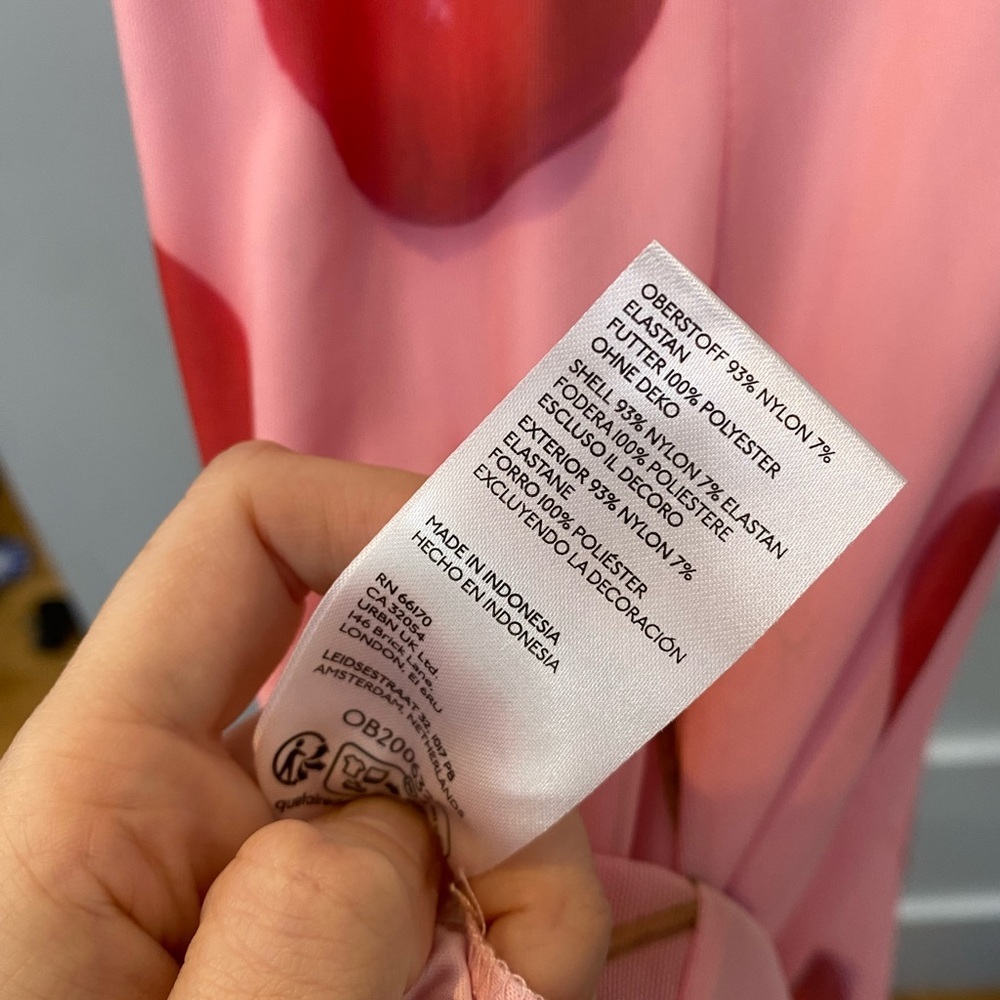 OBERSTOFF 93% NYLON 7%
ELASTAN
FUTTER 100% POLYESTER
OHNE DEKO
SHELL 93% NYLON 7% ELASTAN
FODERA 100% POLIESTERE
ESCLUSO IL DECORO
EXTERIOR 93% NYLON 7%
ELASTANE
FORRO 100% POLIÉSTER
EXCLUYENDO LA DECORACIÓN
MADE IN INDONESIA
HECHO EN INDONESIA
RN 66170
CA 32054
URBN UK Ltd.
146 Brick Lane,
LONDON, E1 6RU
LEIDSESTRAAT 32, 1017 PB
AMSTERDAM, NETHERLANDS